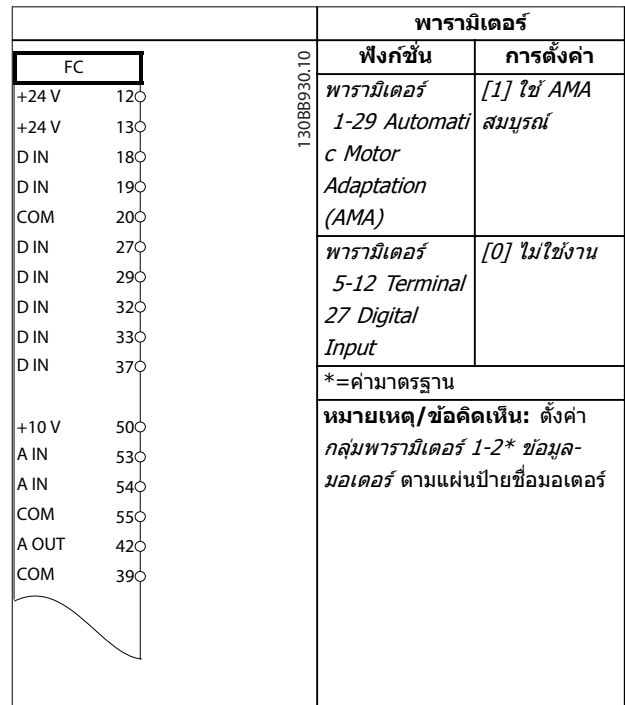 FC
130BB930.10
+24 V 12
+24 V 13
D IN 18
D IN 19
COM 20
D IN 27
D IN 29
D IN 32
D IN 33
D IN 37
+10 V 50
A IN 53
A IN 54
COM 55
A OUT 42
COM 39
พารามิเตอร์
ฟังก์ชั่น การตั้งค่า
พารามิเตอร์ [1] ใช้ AMA
1-29 Automati สมบูรณ์
c Motor
Adaptation
(AMA)
พารามิเตอร์ [0] ไม่ใช้งาน
5-12 Terminal
27 Digital
Input
*=ค่ามาตรฐาน
หมายเหตุ/ข้อคิดเห็น: ตั้งค่า
กลุ่มพารามิเตอร์ 1-2* ข้อมูล-
มอเตอร์ ตามแผ่นป้ายชื่อมอเตอร์